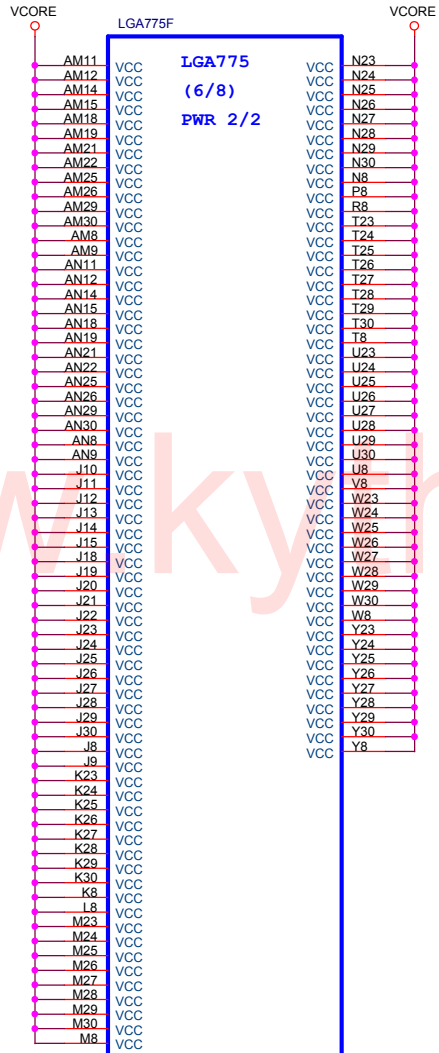 VCORE VCORE
LGA775F
LGA775
(6/8)
PWR 2/2
AM11 VCC VCC N23
AM12 VCC VCC N24
AM14 VCC VCC N25
AM15 VCC VCC N26
AM18 VCC VCC N27
AM19 VCC VCC N28
AM21 VCC VCC N29
AM22 VCC VCC N30
AM25 VCC VCC N8
AM26 VCC VCC P8
AM29 VCC VCC R8
AM30 VCC VCC T23
AM8 VCC VCC T24
AM9 VCC VCC T25
AN11 VCC VCC T26
AN12 VCC VCC T27
AN14 VCC VCC T28
AN15 VCC VCC T29
AN18 VCC VCC T30
AN19 VCC VCC T8
AN21 VCC VCC U23
AN22 VCC VCC U24
AN25 VCC VCC U25
AN26 VCC VCC U26
AN29 VCC VCC U27
AN30 VCC VCC U28
AN8 VCC VCC U29
AN9 VCC VCC U30
J10 VCC VCC U8
J11 VCC VCC V8
J12 VCC VCC W23
J13 VCC VCC W24
J14 VCC VCC W25
J15 VCC VCC W26
J18 VCC VCC W27
J19 VCC VCC W28
J20 VCC VCC W29
J21 VCC VCC W30
J22 VCC VCC W8
J23 VCC VCC Y23
J24 VCC VCC Y24
J25 VCC VCC Y25
J26 VCC VCC Y26
J27 VCC VCC Y27
J28 VCC VCC Y28
J29 VCC VCC Y29
J30 VCC VCC Y30
J8 VCC VCC Y8
J9 VCC
K23 VCC
K24 VCC
K25 VCC
K26 VCC
K27 VCC
K28 VCC
K29 VCC
K30 VCC
K8 VCC
L8 VCC
M23 VCC
M24 VCC
M25 VCC
M26 VCC
M27 VCC
M28 VCC
M29 VCC
M30 VCC
M8 VCC